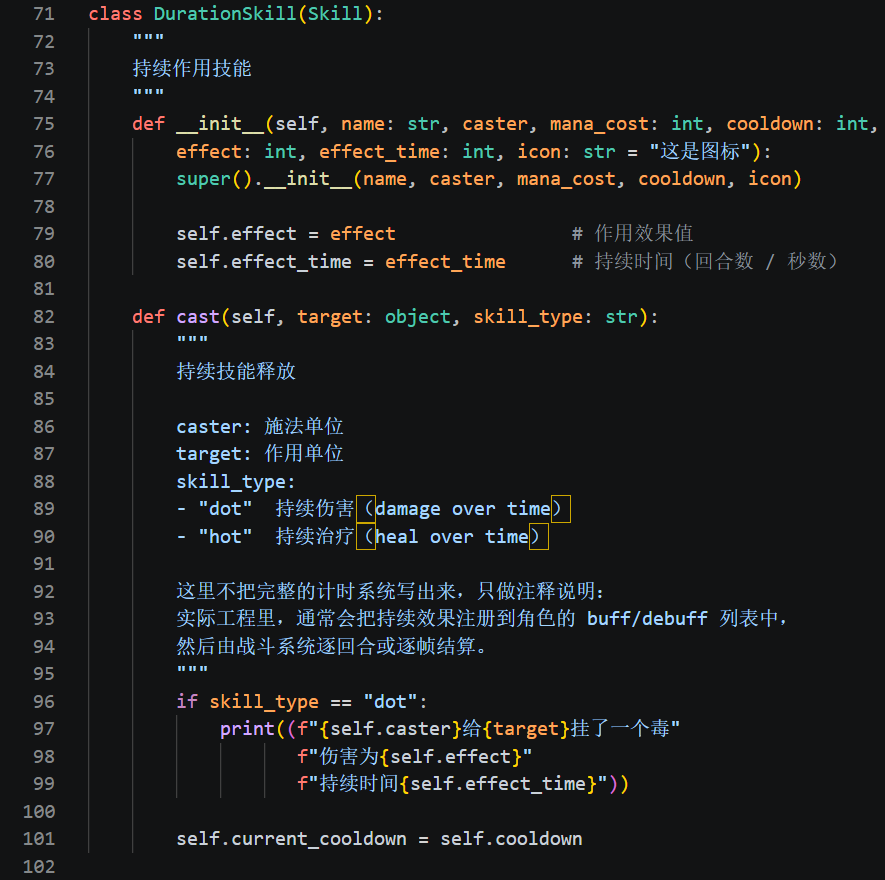 71 class DurationSkill(Skill):
72     """
73     持续作用技能
74     """
75     def __init__(self, name: str, caster, mana_cost: int, cooldown: int,
76         effect: int, effect_time: int, icon: str = "这是图标"):
77         super().__init__(name, caster, mana_cost, cooldown, icon)
78
79         self.effect = effect                # 作用效果值
80         self.effect_time = effect_time      # 持续时间（回合数 / 秒数）
81
82     def cast(self, target: object, skill_type: str):
83         """
84         持续技能释放
85
86         caster: 施法单位
87         target: 作用单位
88         skill_type:
89         - "dot"  持续伤害（damage over time）
90         - "hot"  持续治疗（heal over time）
91
92         这里不把完整的计时系统写出来，只做注释说明：
93         实际工程里，通常会把持续效果注册到角色的 buff/debuff 列表中，
94         然后由战斗系统逐回合或逐帧结算。
95         """
96         if skill_type == "dot":
97             print((f"{self.caster}给{target}挂了一个毒"
98                    f"伤害为{self.effect}"
99                    f"持续时间{self.effect_time}"))
100
101         self.current_cooldown = self.cooldown
102